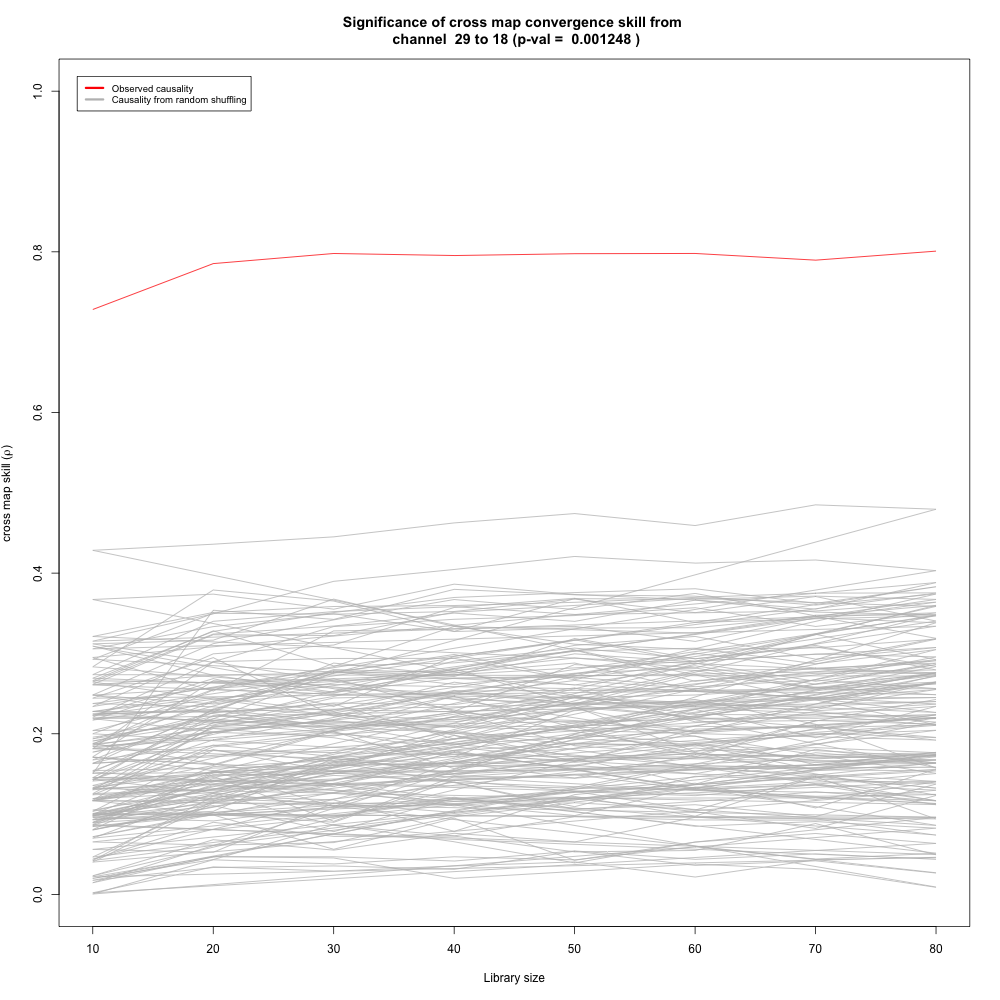 Significance of cross map convergence skill from
channel  29 to 18 (p-val =  0.001248 )
Observed causality
Causality from random shuffling
cross map skill (ρ)
1.0
0.8
0.6
0.4
0.2
0.0
10 20 30 40 50 60 70 80
Library size